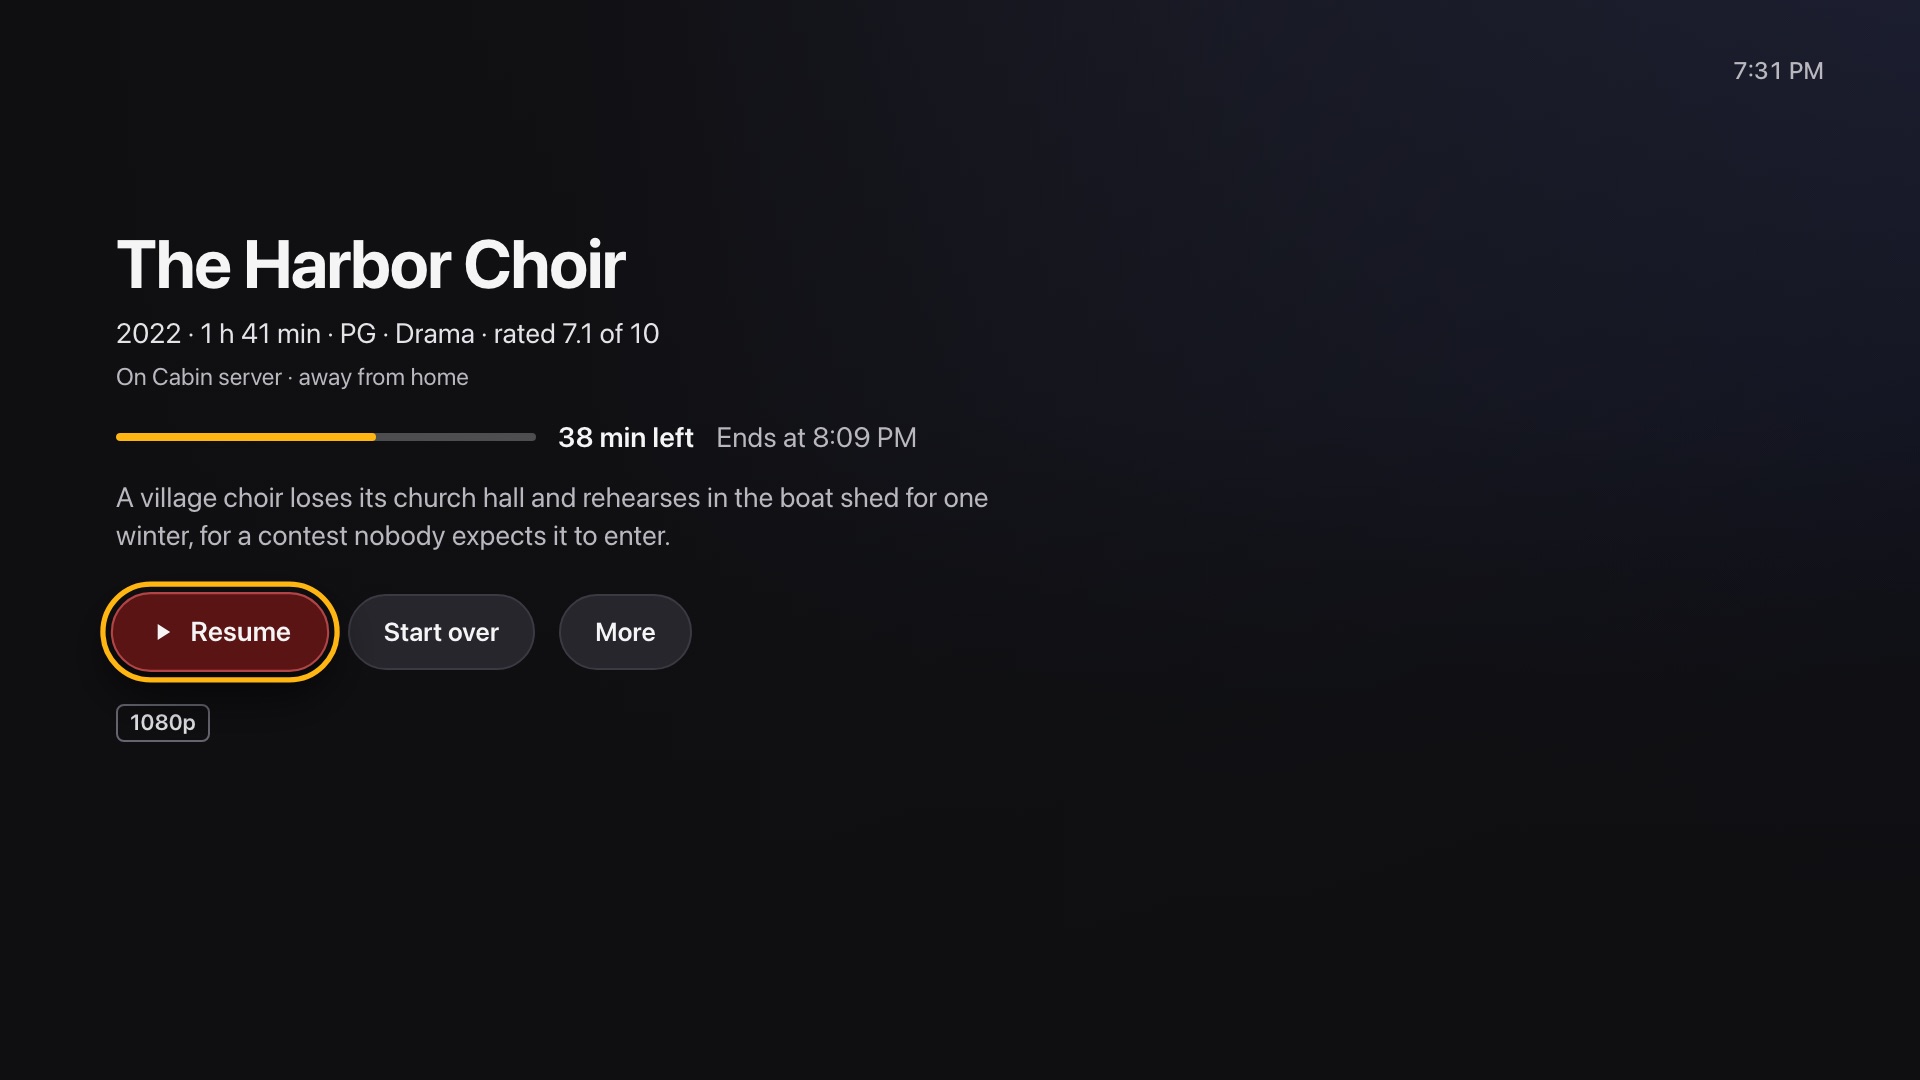 7:31 PM
The Harbor Choir
2022 · 1 h 41 min · PG · Drama · rated 7.1 of 10
On Cabin server · away from home
38 min left Ends at 8:09 PM
A village choir loses its church hall and rehearses in the boat shed for one
winter, for a contest nobody expects it to enter.
Resume Start over More
1080p